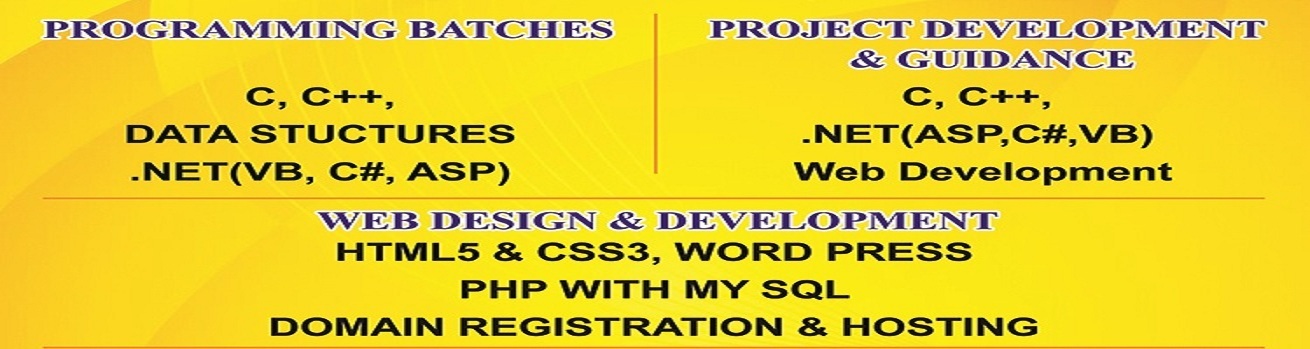 PROGRAMMING BATCHES
C, C++,
DATA STUCTURES
.NET(VB, C#, ASP)
PROJECT DEVELOPMENT
& GUIDANCE
C, C++,
.NET(ASP,C#,VB)
Web Development
WEB DESIGN & DEVELOPMENT
HTML5 & CSS3, WORD PRESS
PHP WITH MY SQL
DOMAIN REGISTRATION & HOSTING